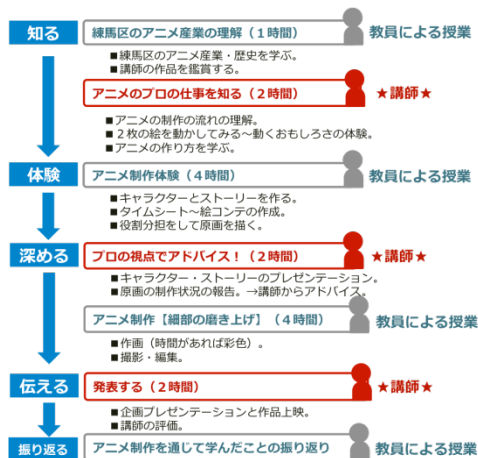 知る
練馬区のアニメ産業の理解（１時間）
教員による授業
■練馬区のアニメ産業・歴史を学ぶ。
■講師の作品を鑑賞する。
アニメのプロの仕事を知る（２時間）
★講師★
■アニメの制作の流れの理解。
■２枚の絵を動かしてみる～動くおもしろさの体験。
■アニメの作り方を学ぶ。
体験
アニメ制作体験（４時間）
教員による授業
■キャラクターとストーリーを作る。
■タイムシート～絵コンテの作成。
■役割分担をして原画を描く。
深める
プロの視点でアドバイス！（２時間）
★講師★
■キャラクター・ストーリーのプレゼンテーション。
■原画の制作状況の報告。→講師からアドバイス。
アニメ制作【細部の磨き上げ】（４時間）
教員による授業
■作画（時間があれば彩色）。
■撮影・編集。
伝える
発表する（２時間）
★講師★
■企画プレゼンテーションと作品上映。
■講師の評価。
振り返る
アニメ制作を通じて学んだことの振り返り
教員による授業